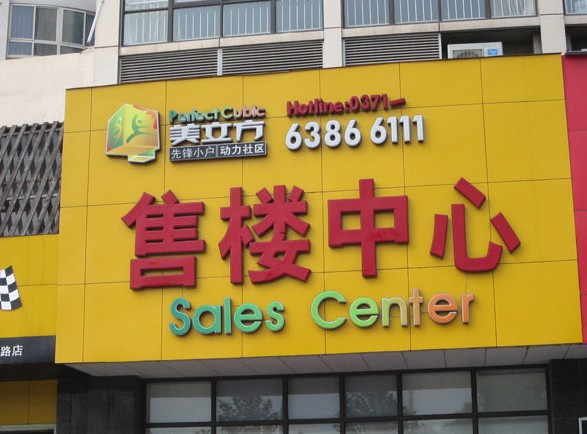 Perfect Cubic
美立方
先锋小户 动力社区
Hotline:0371-
6386 6111
售楼中心
Sales Center
路店